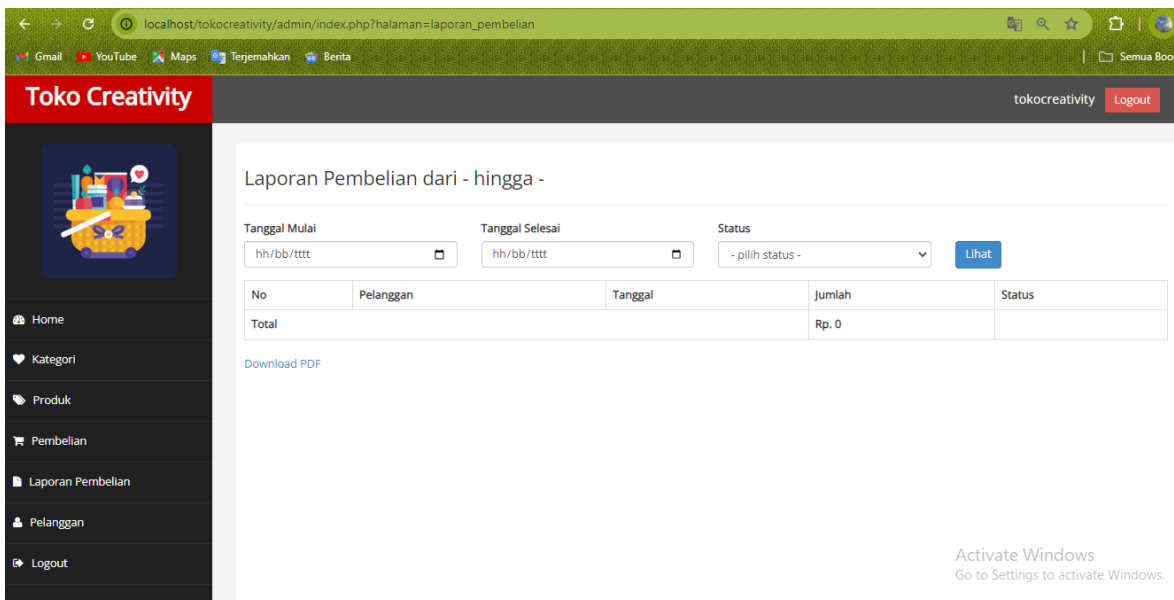 localhost/tokocreativity/admin/index.php?halaman=laporan_pembelian
Gmail YouTube Maps Terjemahkan Berita Semua Boo
Toko Creativity tokocreativity Logout
Laporan Pembelian dari - hingga -
Tanggal Mulai Tanggal Selesai Status
hh/bb/tttt hh/bb/tttt - pilih status - Lihat
No Pelanggan Tanggal Jumlah Status
Total Rp. 0
Download PDF
Home
Kategori
Produk
Pembelian
Laporan Pembelian
Pelanggan
Logout
Activate Windows
Go to Settings to activate Windows.